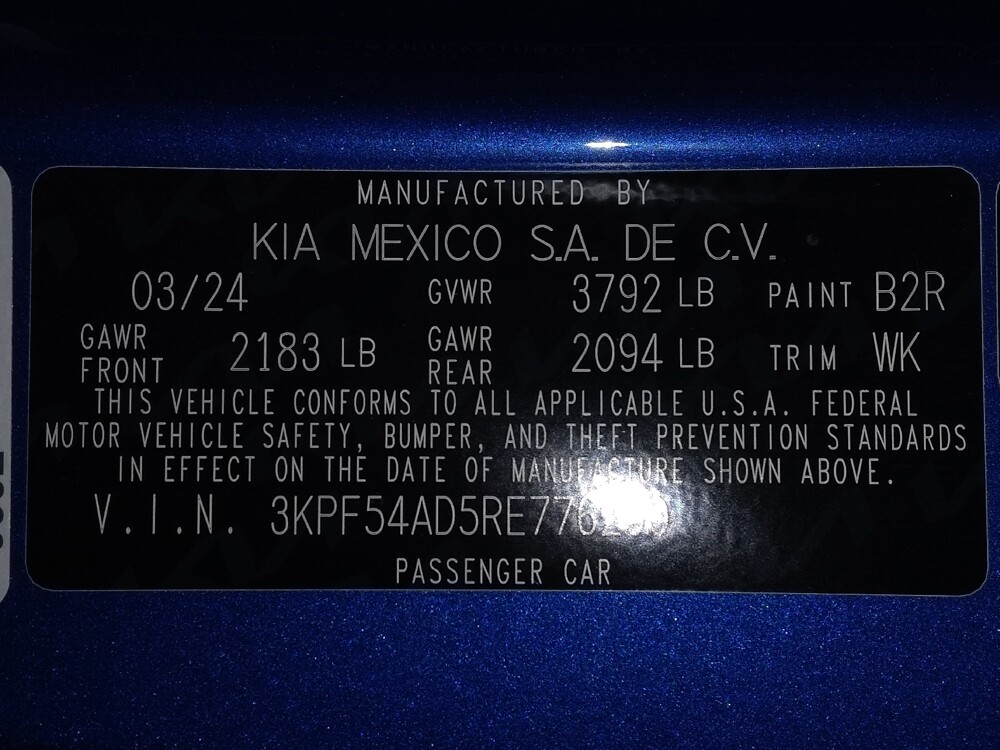 MANUFACTURED BY
KIA MEXICO S.A. DE C.V.
03/24 GVWR 3792 LB PAINT B2R
GAWR FRONT 2183 LB GAWR REAR 2094 LB TRIM WK
THIS VEHICLE CONFORMS TO ALL APPLICABLE U.S.A. FEDERAL
MOTOR VEHICLE SAFETY, BUMPER, AND THEFT PREVENTION STANDARDS
IN EFFECT ON THE DATE OF MANUFACTURE SHOWN ABOVE.
V.I.N.
PASSENGER CAR